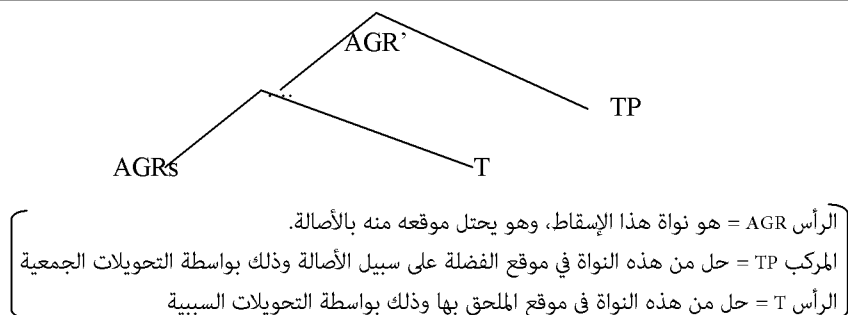 AGR’
....
TP
AGRs
T
الرأس AGR = هو نواة هذا الإسقاط، وهو يحتل موقعه منه بالأصالة.
المركب TP = حل من هذه النواة في موقع الفضلة على سبيل الأصالة وذلك بواسطة التحويلات الجمعية
الرأس T = حل من هذه النواة في موقع الملحق بها وذلك بواسطة التحويلات السببية